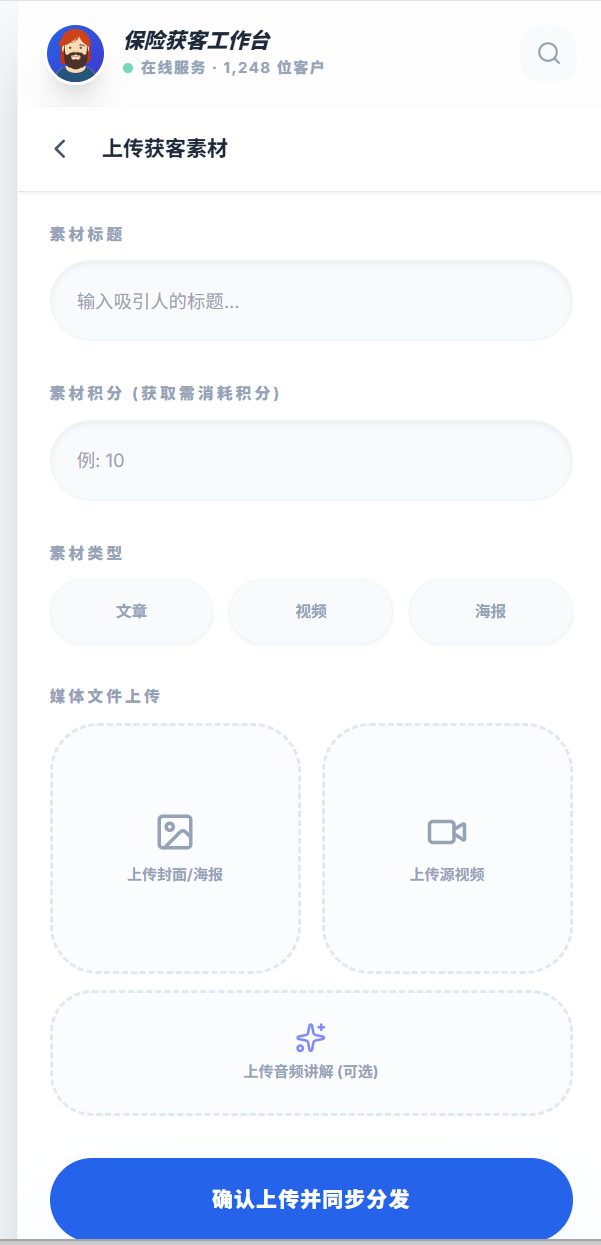 保险获客工作台
在线服务 · 1,248 位客户
上传获客素材
素材标题
输入吸引人的标题...
素材积分 (获取需消耗积分)
例: 10
素材类型
文章
视频
海报
媒体文件上传
上传封面/海报
上传源视频
上传音频讲解 (可选)
确认上传并同步分发